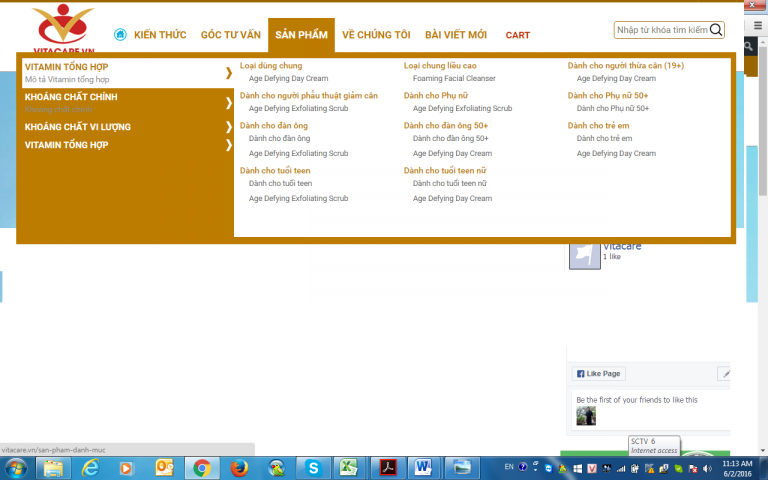 VITACARE.VN
KIẾN THỨC
GÓC TƯ VẤN
SẢN PHẨM
VỀ CHÚNG TÔI
BÀI VIẾT MỚI
CART
Nhập từ khóa tìm kiếm
VITAMIN TỔNG HỢP
Mô tả Vitamin tổng hợp
KHOÁNG CHẤT CHÍNH
Khoáng chất chính
KHOÁNG CHẤT VI LƯỢNG
VITAMIN TỔNG HỢP
Loại dùng chung
Age Defying Day Cream
Dành cho người phẫu thuật giảm cân
Age Defying Exfoliating Scrub
Dành cho đàn ông
Dành cho đàn ông
Age Defying Exfoliating Scrub
Dành cho tuổi teen
Dành cho tuổi teen
Age Defying Exfoliating Scrub
Loại chung liều cao
Foaming Facial Cleanser
Dành cho Phụ nữ
Age Defying Exfoliating Scrub
Dành cho đàn ông 50+
Dành cho đàn ông 50+
Age Defying Day Cream
Dành cho tuổi teen nữ
Dành cho tuổi teen nữ
Age Defying Day Cream
Dành cho người thừa cân (19+)
Age Defying Day Cream
Dành cho Phụ nữ 50+
Dành cho Phụ nữ 50+
Dành cho trẻ em
Dành cho trẻ em
Age Defying Day Cream
Vitacare
1 like
Like Page
Be the first of your friends to like this
vitacare.vn/san-pham-danh-muc
SCTV 6
Internet access
EN
11:13 AM
6/2/2016